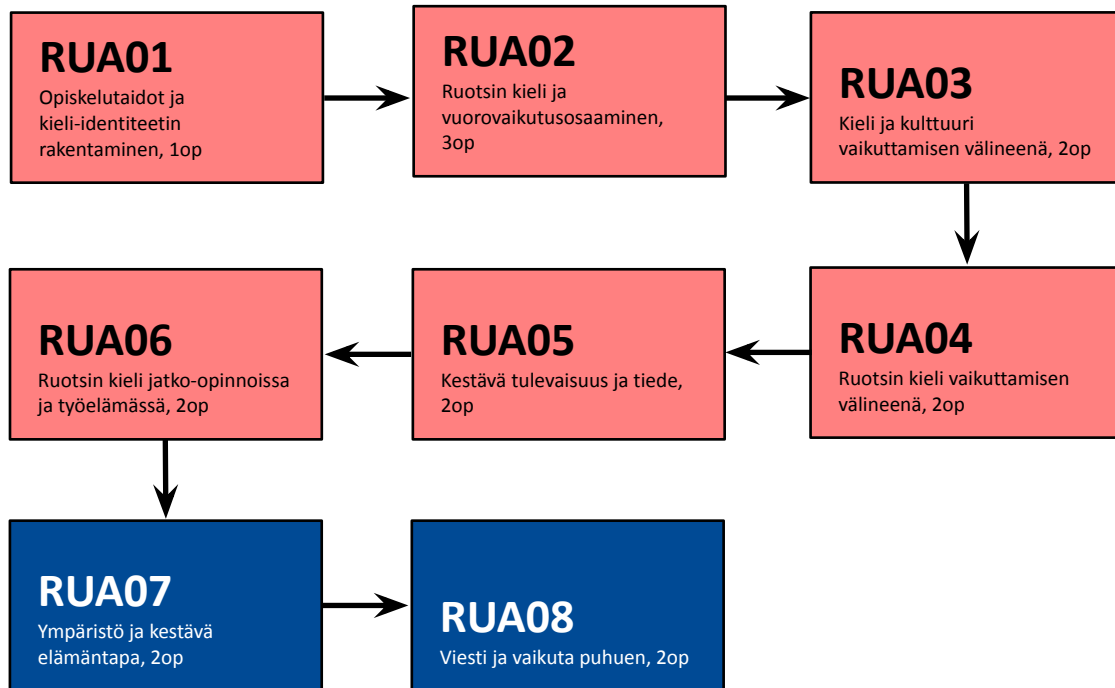 RUA01
Opiskelutaidot ja
kieli-identiteetin
rakentaminen, 1op
RUA02
Ruotsin kieli ja
vuorovaikutusosaaminen,
3op
RUA03
Kieli ja kulttuuri
vaikuttamisen välineenä, 2op
RUA06
Ruotsin kieli jatko-opinnoissa
ja työelämässä, 2op
RUA05
Kestävä tulevaisuus ja tiede,
2op
RUA04
Ruotsin kieli vaikuttamisen
välineenä, 2op
RUA07
Ympäristö ja kestävä
elämäntapa, 2op
RUA08
Viesti ja vaikuta puhuen, 2op